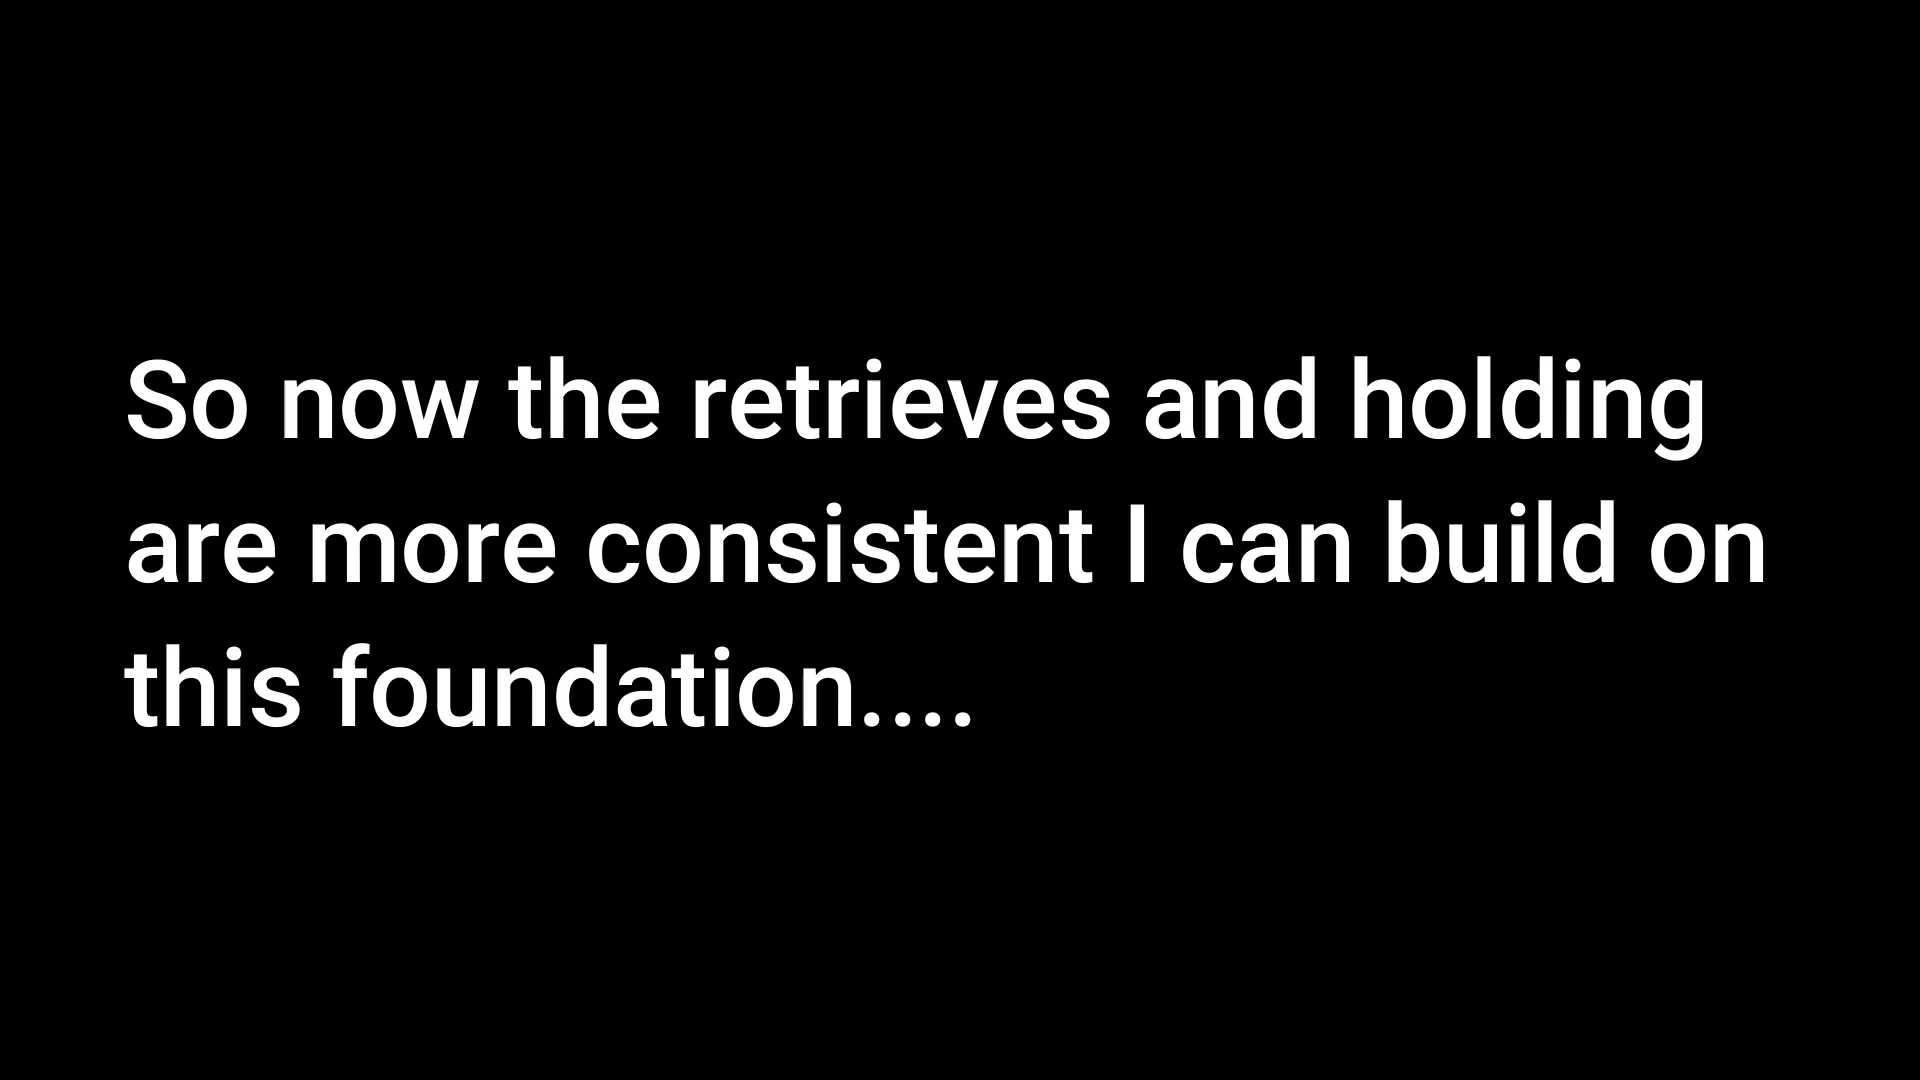 So now the retrieves and holding
are more consistent I can build on
this foundation....